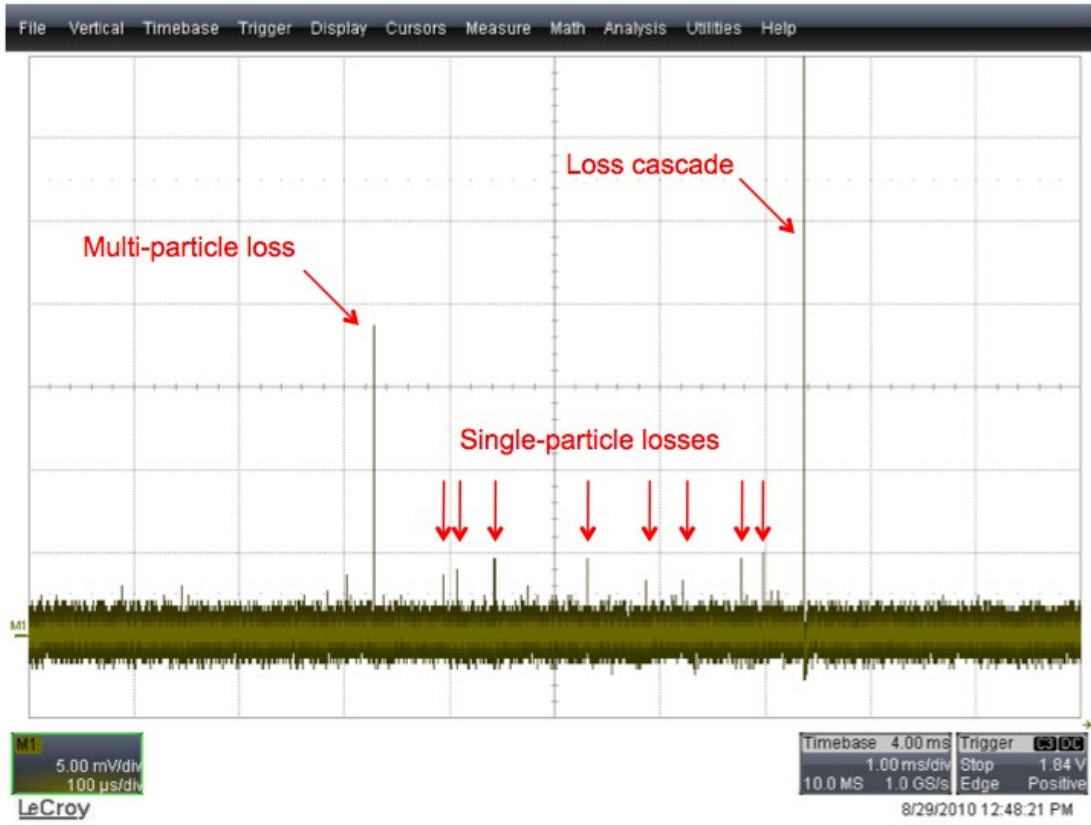 File Vertical Timebase Trigger Display Cursors Measure Math Analysis Utilities Help
Loss cascade
Multi-particle loss
Single-particle losses
M1
M1
5.00 mV/div
100 µs/div
Timebase 4.00 ms
1.00 ms/div
10.0 MS 1.0 GS/s
Trigger C3 DC
Stop 1.84 V
Edge Positive
LeCroy
8/29/2010 12:48:21 PM